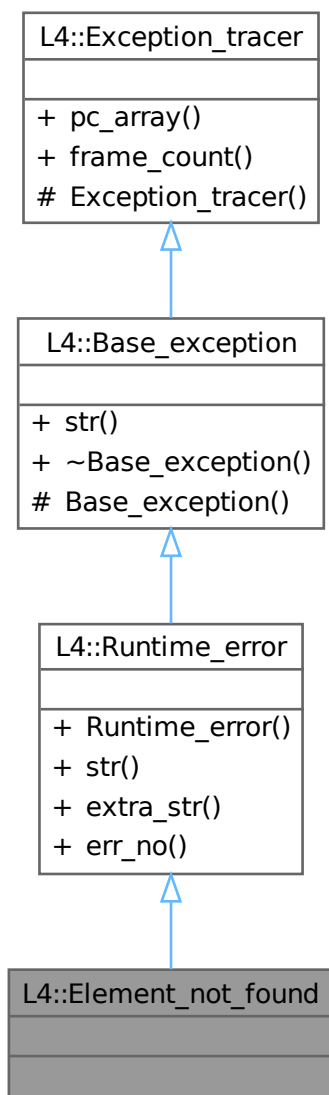 L4::Exception_tracer
+ pc_array()
+ frame_count()
# Exception_tracer()
L4::Base_exception
+ str()
+ ~Base_exception()
# Base_exception()
L4::Runtime_error
+ Runtime_error()
+ str()
+ extra_str()
+ err_no()
L4::Element_not_found